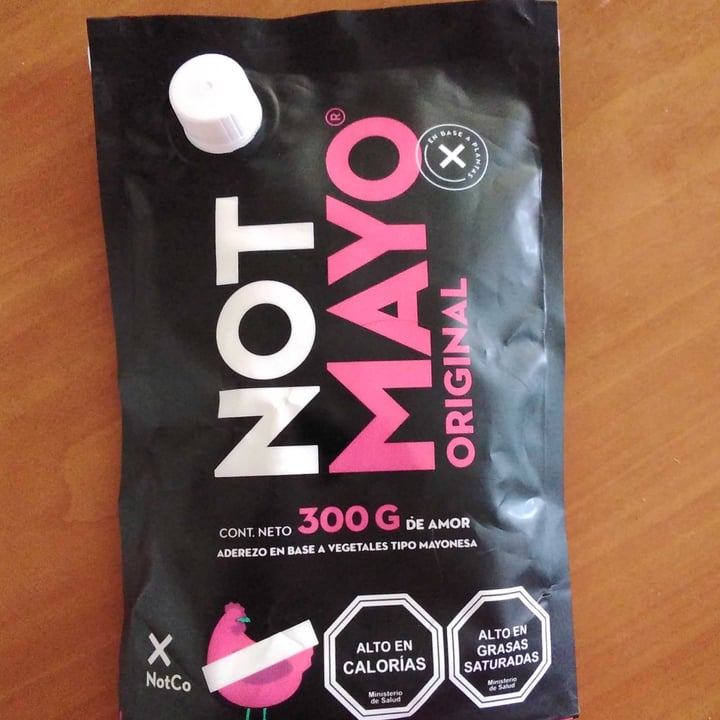 NOT
MAYO®
ORIGINAL
EN BASE A PLANTAS
CONT. NETO 300 G DE AMOR
ADEREZO EN BASE A VEGETALES TIPO MAYONESA
NotCo
ALTO EN
CALORÍAS
Ministerio
de Salud
ALTO EN
GRASAS
SATURADAS
Ministerio
de Salud